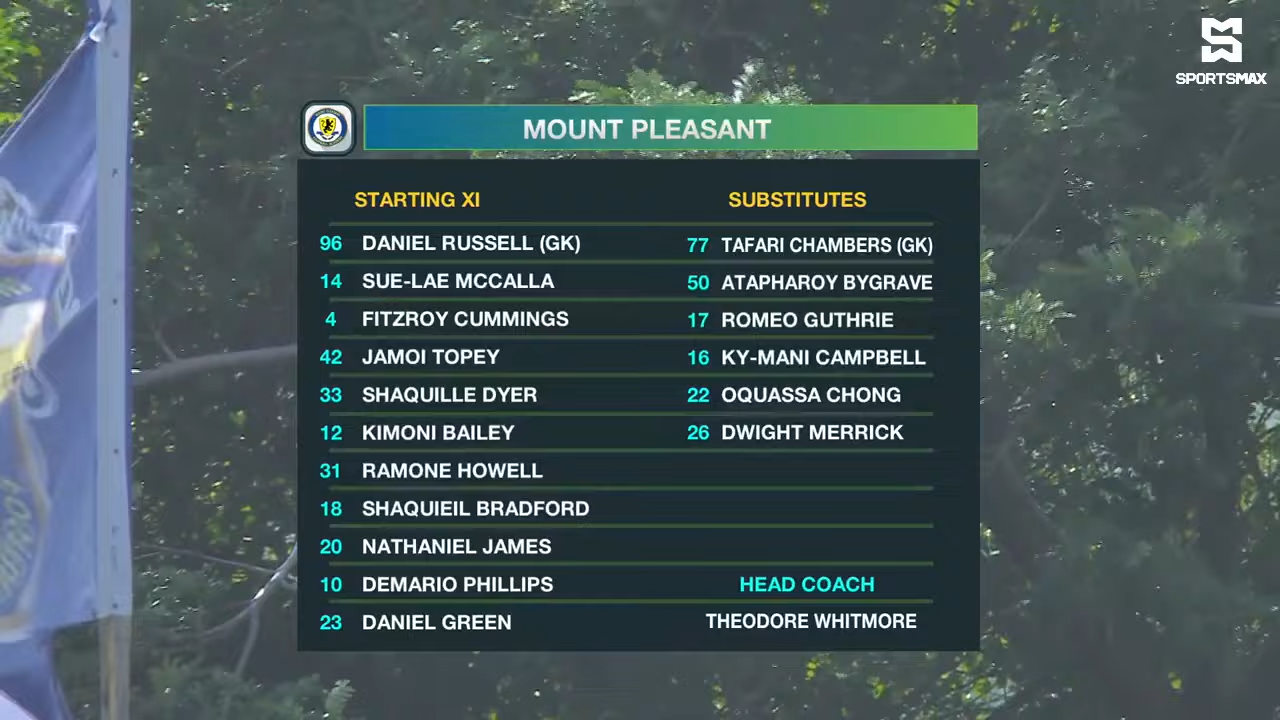 SPORTSMAX
MOUNT PLEASANT
STARTING XI
96 DANIEL RUSSELL (GK)
14 SUE-LAE MCCALLA
4 FITZROY CUMMINGS
42 JAMOI TOPEY
33 SHAQUILLE DYER
12 KIMONI BAILEY
31 RAMONE HOWELL
18 SHAQUIEIL BRADFORD
20 NATHANIEL JAMES
10 DEMARIO PHILLIPS
23 DANIEL GREEN
SUBSTITUTES
77 TAFARI CHAMBERS (GK)
50 ATAPHAROY BYGRAVE
17 ROMEO GUTHRIE
16 KY-MANI CAMPBELL
22 OQUASSA CHONG
26 DWIGHT MERRICK
HEAD COACH
THEODORE WHITMORE